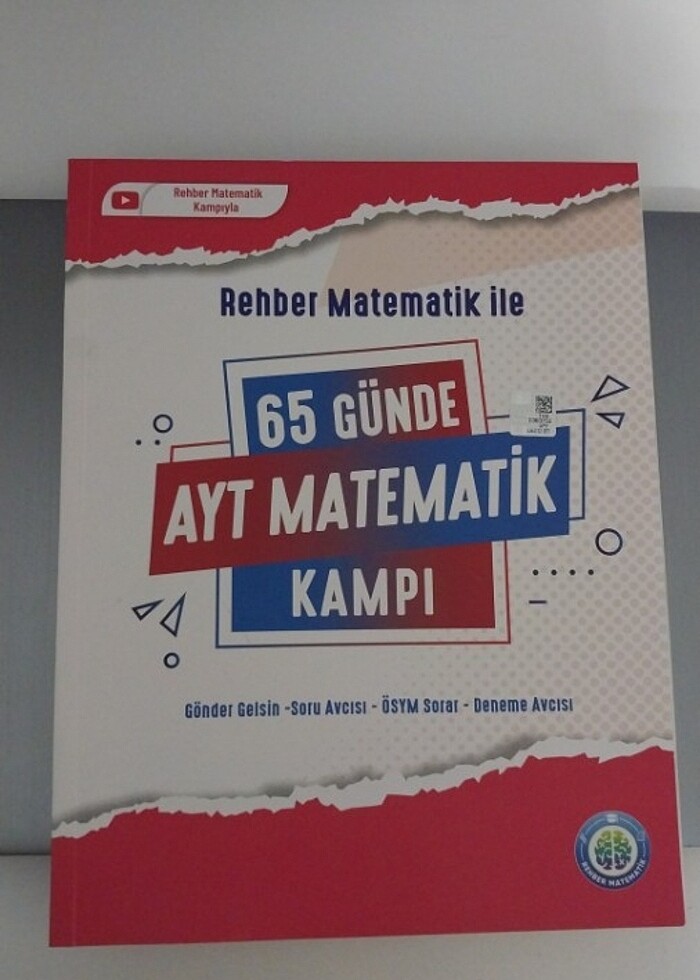 Rehber Matematik
Kampıyla
Rehber Matematik ile
65 GÜNDE
AYT MATEMATİK
KAMPI
Gönder Gelsin -Soru Avcısı - ÖSYM Sorar - Deneme Avcısı
REHBER MATEMATİK